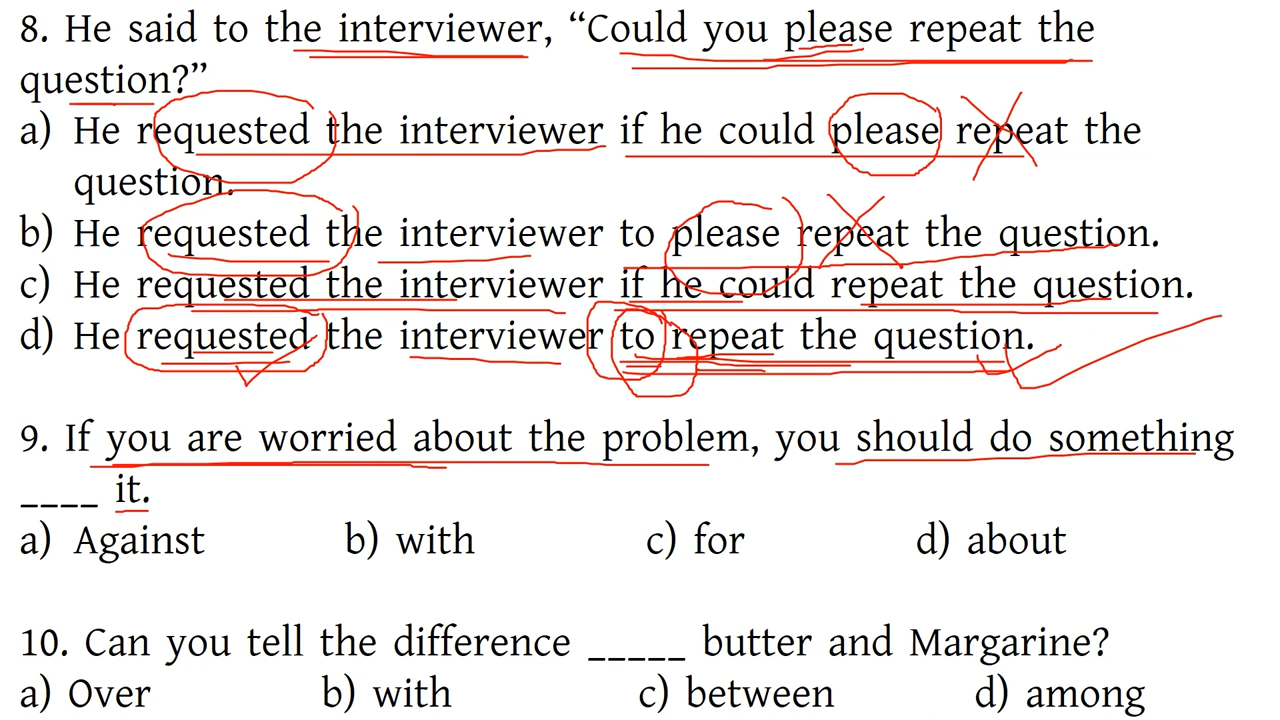 8. He said to the interviewer, “Could you please repeat the
question?”
a) He requested the interviewer if he could please repeat the
question.
b) He requested the interviewer to please repeat the question.
c) He requested the interviewer if he could repeat the question.
d) He requested the interviewer to repeat the question.
9. If you are worried about the problem, you should do something
____ it.
a) Against b) with c) for d) about
10. Can you tell the difference _____ butter and Margarine?
a) Over b) with c) between d) among